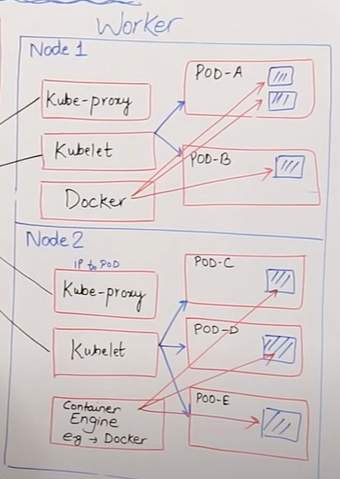 Worker
Node 1
Kube-proxy
Kubelet
Docker
POD-A
POD-B
Node 2
IP to POD
Kube-proxy
Kubelet
Container
Engine
eg → Docker
POD-C
POD-D
POD-E